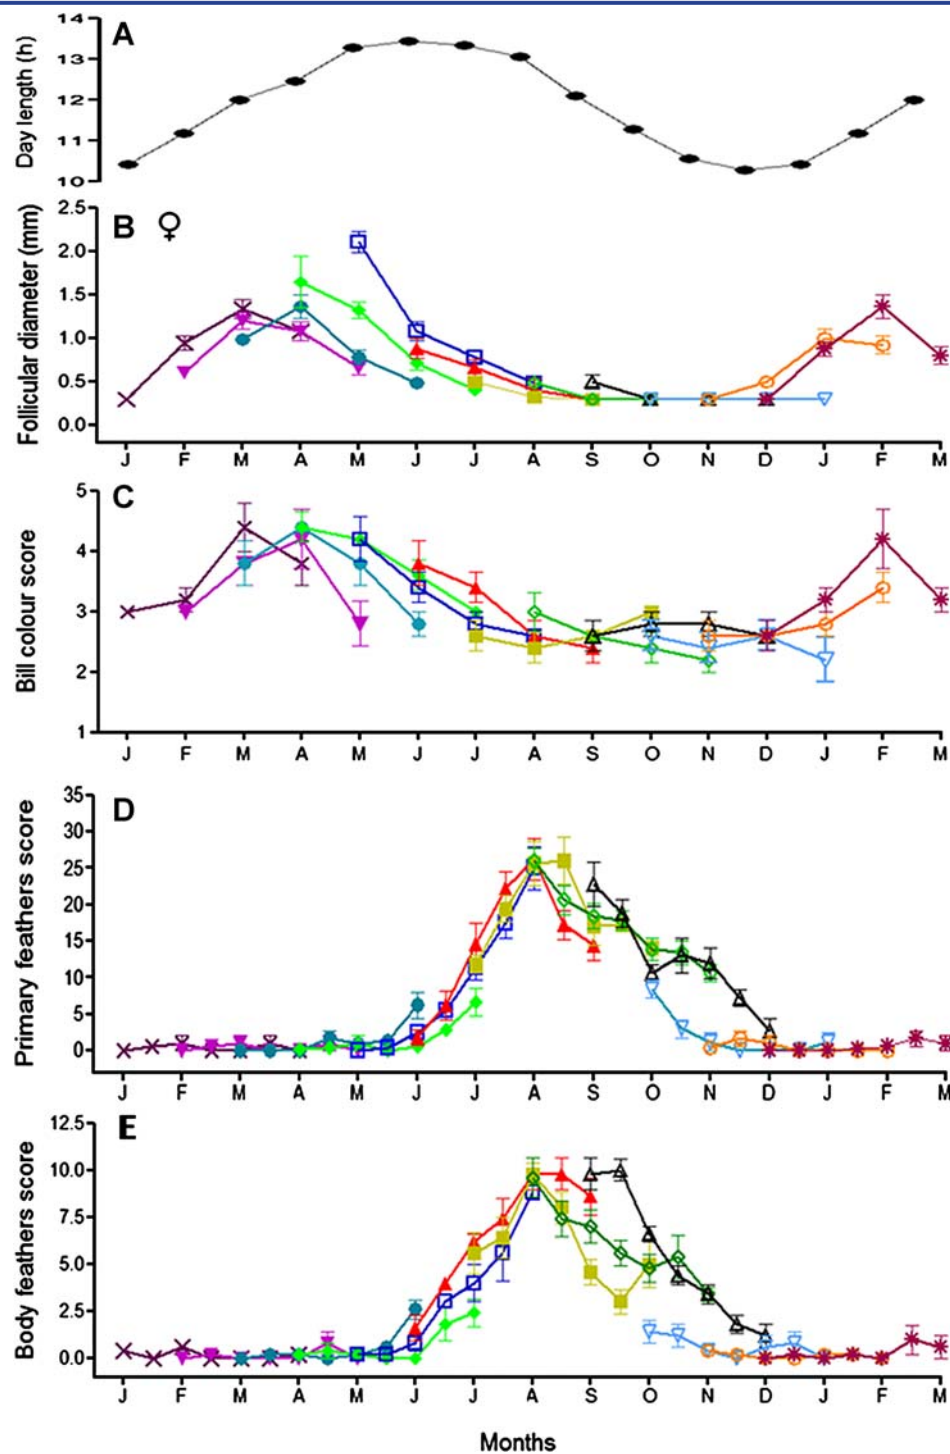 A
Day length (h)
14
13
12
11
10
B ♀
Follicular diameter (mm)
2.5
2.0
1.5
1.0
0.5
0.0
J F M A M J J A S O N D J F M
C
Bill colour score
5
4
3
2
1
J F M A M J J A S O N D J F M
D
Primary feathers score
35
30
25
20
15
10
5
0
J F M A M J J A S O N D J F M
E
Body feathers score
12.5
10.0
7.5
5.0
2.5
0.0
J F M A M J J A S O N D J F M
Months